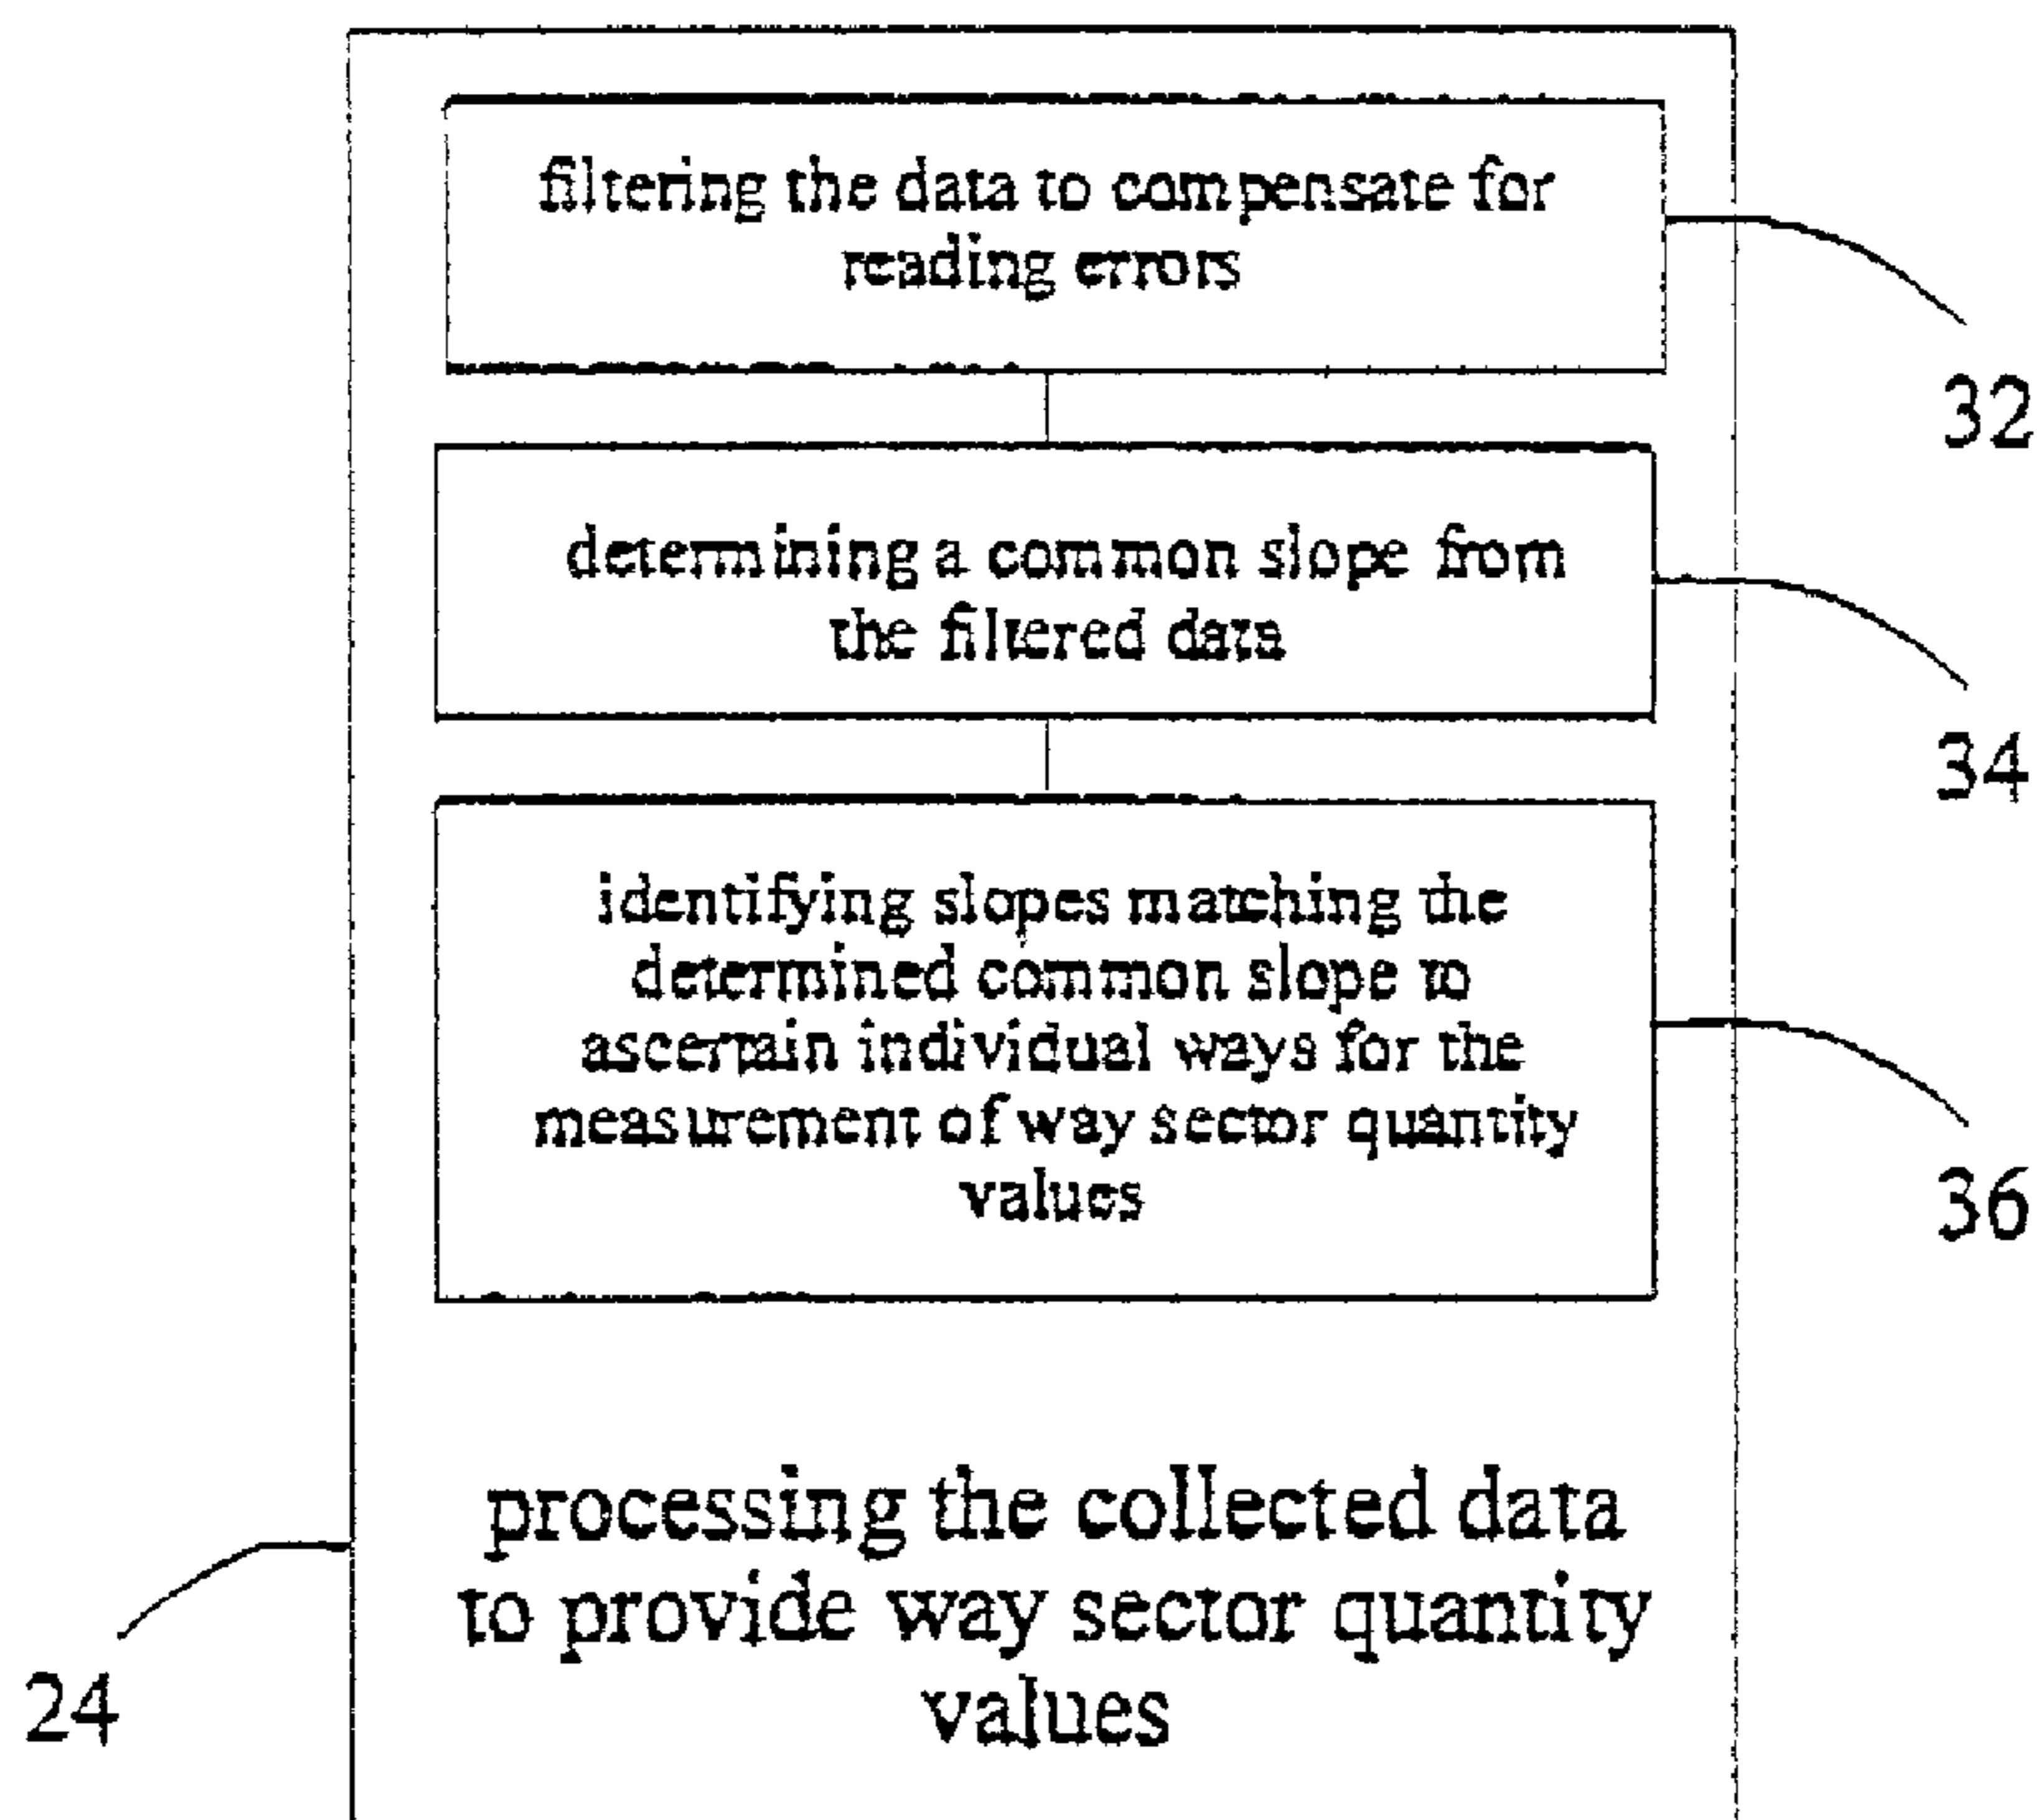 filtering the data to compensate for
reading errors
32
determining a common slope from
the filtered data
34
identifying slopes matching the
determined common slope to
ascertain individual ways for the
measurement of way sector quantity
values
36
processing the collected data
to provide way sector quantity
values
24